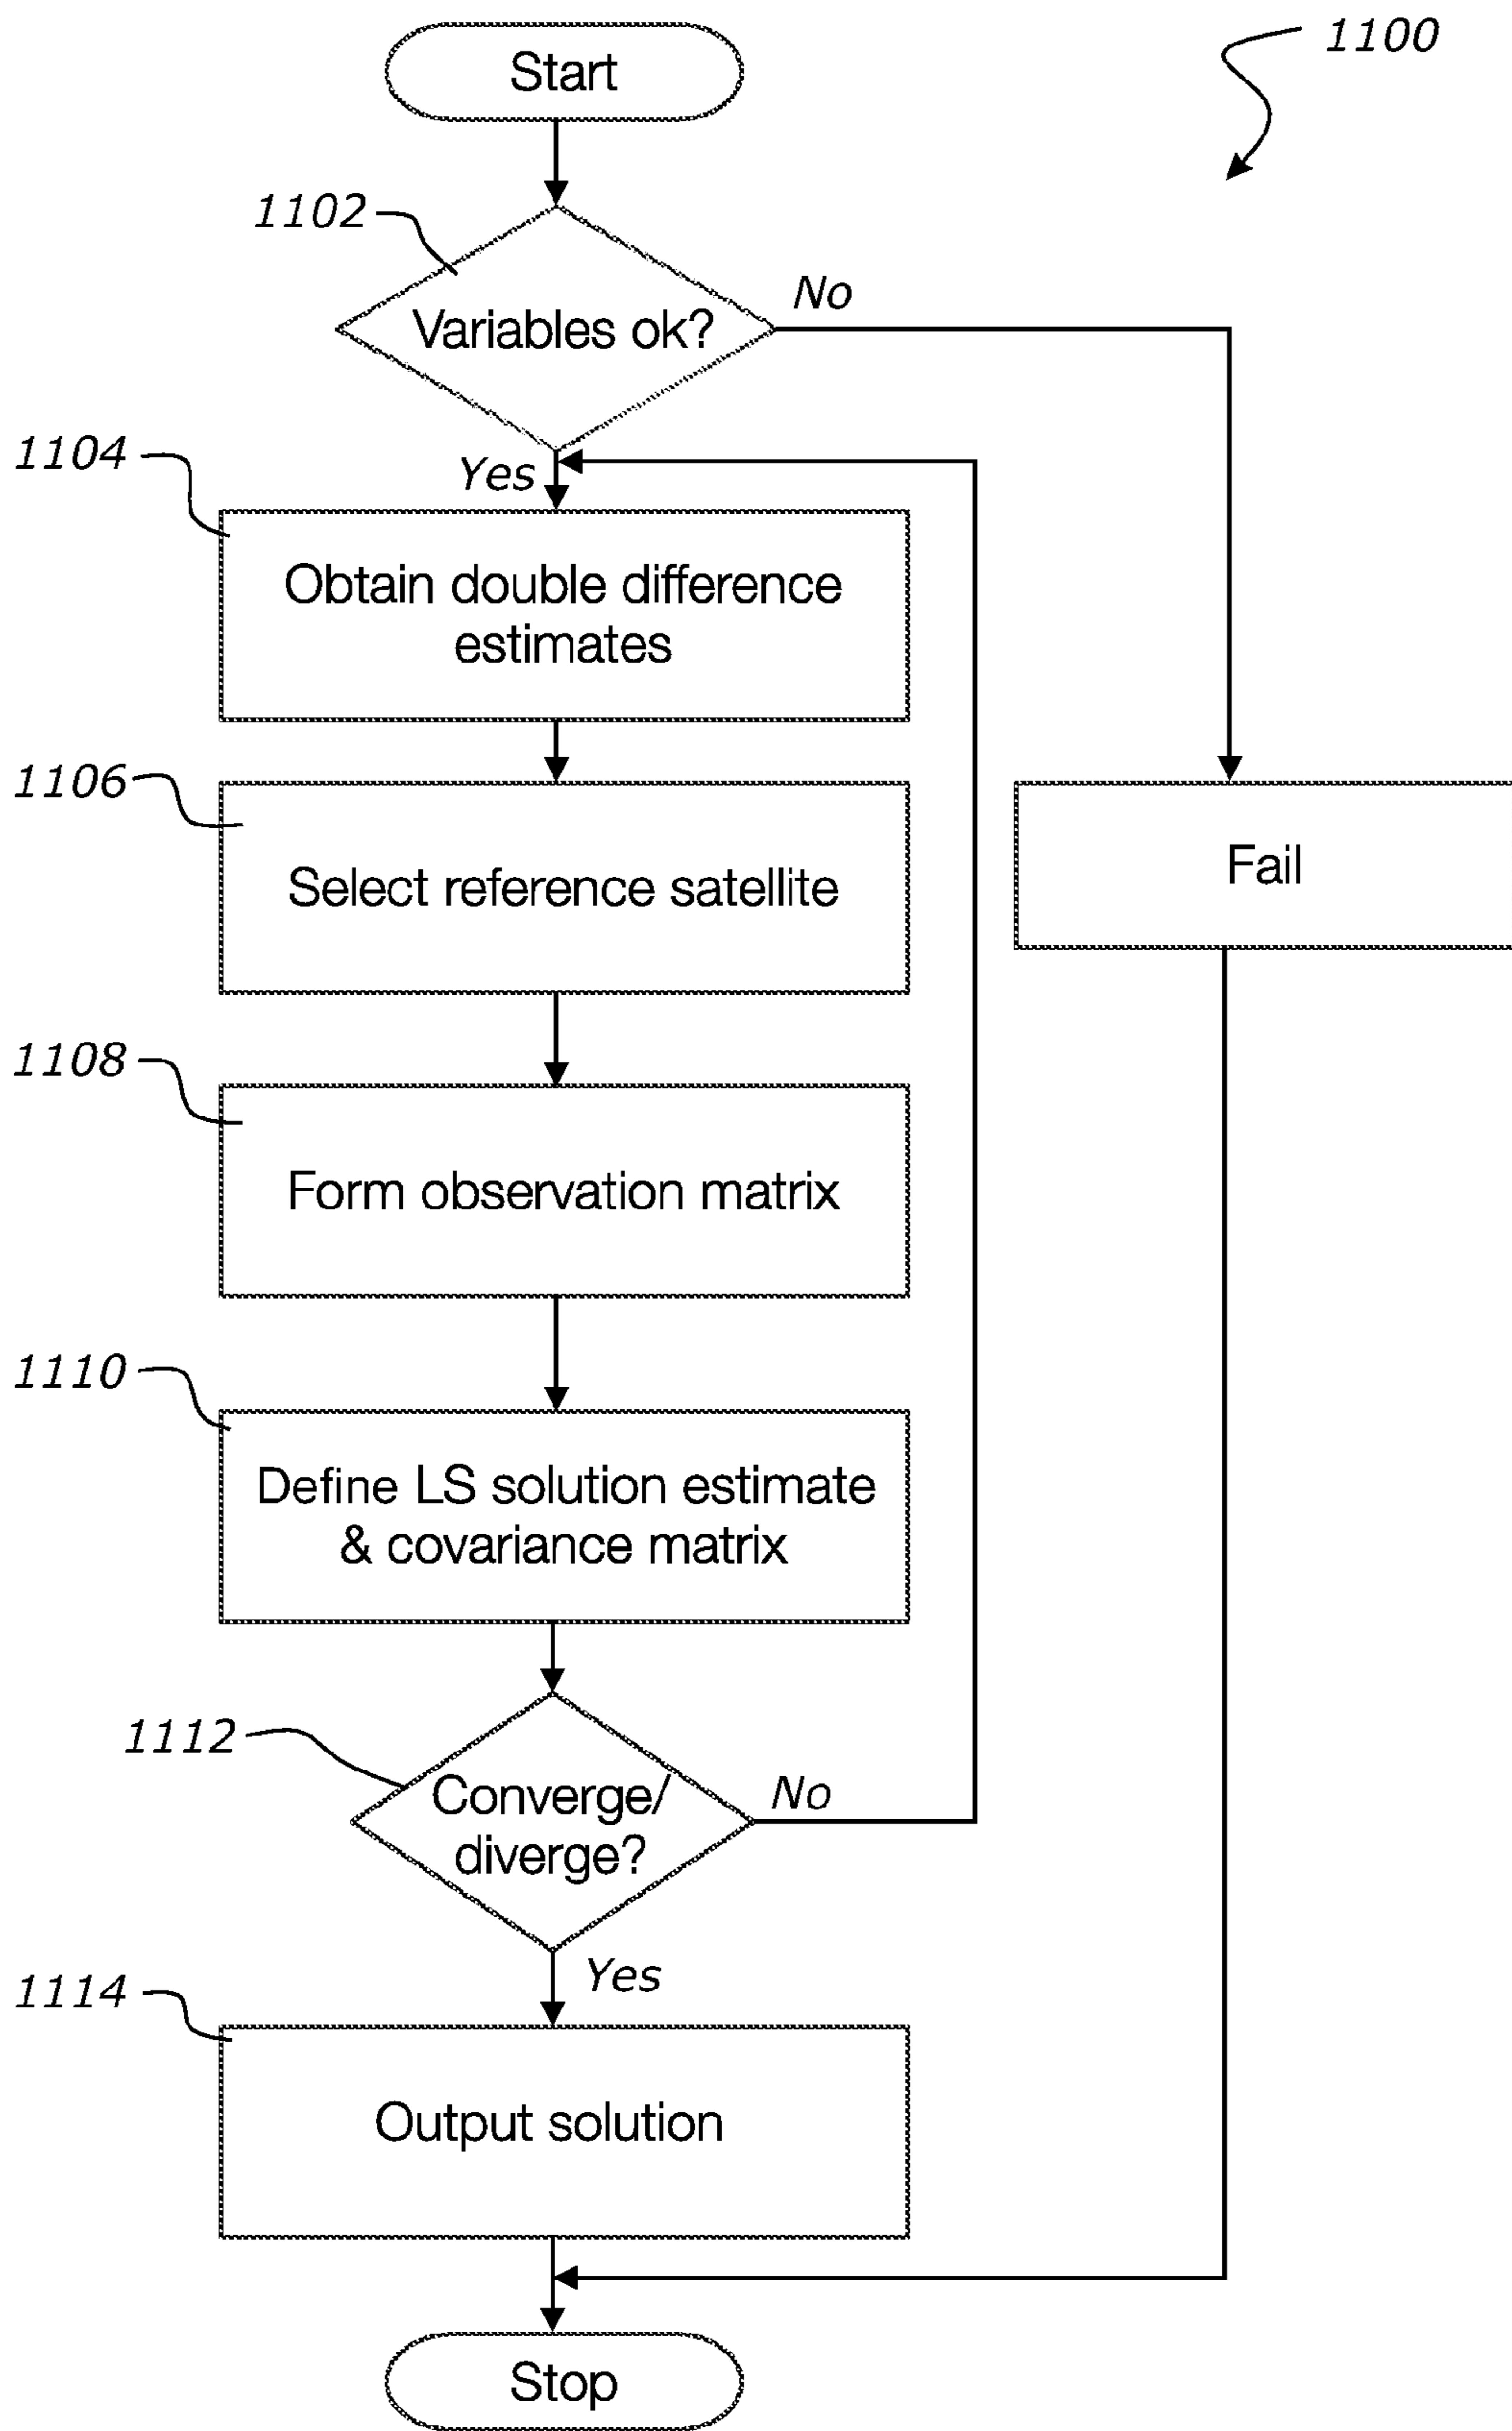 Start
1100
1102
No
Variables ok?
1104
Yes
Obtain double difference
estimates
1106
Select reference satellite
Fail
1108
Form observation matrix
1110
Define LS solution estimate
& covariance matrix
1112
Converge/
diverge?
No
Yes
1114
Output solution
Stop